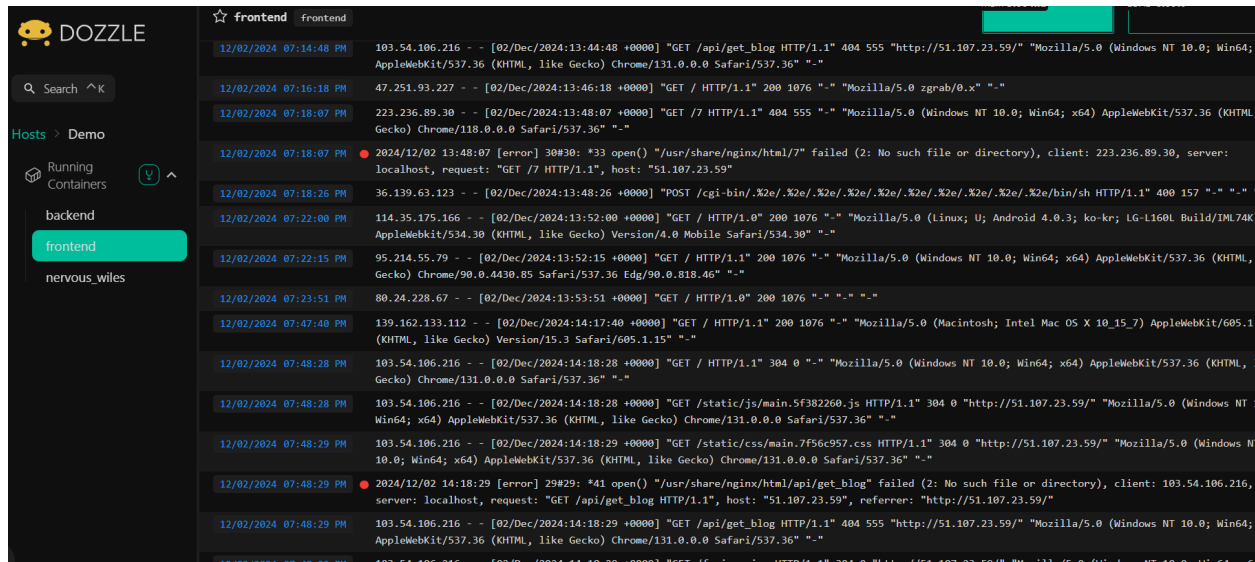 DOZZLE
Search ^K
Hosts > Demo
Running
Containers
backend
frontend
nervous_wiles
frontend frontend
12/02/2024 07:14:48 PM 103.54.106.216 - - [02/Dec/2024:13:44:48 +0000] "GET /api/get_blog HTTP/1.1" 404 555 "http://51.107.23.59/" "Mozilla/5.0 (Windows NT 10.0; Win64;
AppleWebKit/537.36 (KHTML, like Gecko) Chrome/131.0.0.0 Safari/537.36" "-"
12/02/2024 07:16:18 PM 47.251.93.227 - - [02/Dec/2024:13:46:18 +0000] "GET / HTTP/1.1" 200 1076 "-" "Mozilla/5.0 zgrab/0.x" "-"
12/02/2024 07:18:07 PM 223.236.89.30 - - [02/Dec/2024:13:48:07 +0000] "GET /7 HTTP/1.1" 404 555 "-" "Mozilla/5.0 (Windows NT 10.0; Win64; x64) AppleWebKit/537.36 (KHTML
Gecko) Chrome/118.0.0.0 Safari/537.36" "-"
12/02/2024 07:18:07 PM 2024/12/02 13:48:07 [error] 30#30: *33 open() "/usr/share/nginx/html/7" failed (2: No such file or directory), client: 223.236.89.30, server:
localhost, request: "GET /7 HTTP/1.1", host: "51.107.23.59"
12/02/2024 07:18:26 PM 36.139.63.123 - - [02/Dec/2024:13:48:26 +0000] "POST /cgi-bin/.%2e/.%2e/.%2e/.%2e/.%2e/.%2e/.%2e/.%2e/.%2e/.%2e/bin/sh HTTP/1.1" 400 157 "-" "-"
12/02/2024 07:22:00 PM 114.35.175.166 - - [02/Dec/2024:13:52:00 +0000] "GET / HTTP/1.0" 200 1076 "-" "Mozilla/5.0 (Linux; U; Android 4.0.3; ko-kr; LG-L160L Build/IML74K
AppleWebkit/534.30 (KHTML, like Gecko) Version/4.0 Mobile Safari/534.30" "-"
12/02/2024 07:22:15 PM 95.214.55.79 - - [02/Dec/2024:13:52:15 +0000] "GET / HTTP/1.1" 200 1076 "-" "Mozilla/5.0 (Windows NT 10.0; Win64; x64) AppleWebKit/537.36 (KHTML,
Gecko) Chrome/90.0.4430.85 Safari/537.36 Edg/90.0.818.46" "-"
12/02/2024 07:23:51 PM 80.24.228.67 - - [02/Dec/2024:13:53:51 +0000] "GET / HTTP/1.0" 200 1076 "-" "-" "-"
12/02/2024 07:47:40 PM 139.162.133.112 - - [02/Dec/2024:14:17:40 +0000] "GET / HTTP/1.1" 200 1076 "-" "Mozilla/5.0 (Macintosh; Intel Mac OS X 10_15_7) AppleWebKit/605.1
(KHTML, like Gecko) Version/15.3 Safari/605.1.15" "-"
12/02/2024 07:48:28 PM 103.54.106.216 - - [02/Dec/2024:14:18:28 +0000] "GET / HTTP/1.1" 304 0 "-" "Mozilla/5.0 (Windows NT 10.0; Win64; x64) AppleWebKit/537.36 (KHTML,
Gecko) Chrome/131.0.0.0 Safari/537.36" "-"
12/02/2024 07:48:28 PM 103.54.106.216 - - [02/Dec/2024:14:18:28 +0000] "GET /static/js/main.5f382260.js HTTP/1.1" 304 0 "http://51.107.23.59/" "Mozilla/5.0 (Windows NT
Win64; x64) AppleWebKit/537.36 (KHTML, like Gecko) Chrome/131.0.0.0 Safari/537.36" "-"
12/02/2024 07:48:29 PM 103.54.106.216 - - [02/Dec/2024:14:18:29 +0000] "GET /static/css/main.7f56c957.css HTTP/1.1" 304 0 "http://51.107.23.59/" "Mozilla/5.0 (Windows
10.0; Win64; x64) AppleWebKit/537.36 (KHTML, like Gecko) Chrome/131.0.0.0 Safari/537.36" "-"
12/02/2024 07:48:29 PM 2024/12/02 14:18:29 [error] 29#29: *41 open() "/usr/share/nginx/html/api/get_blog" failed (2: No such file or directory), client: 103.54.106.216,
server: localhost, request: "GET /api/get_blog HTTP/1.1", host: "51.107.23.59", referrer: "http://51.107.23.59/"
12/02/2024 07:48:29 PM 103.54.106.216 - - [02/Dec/2024:14:18:29 +0000] "GET /api/get_blog HTTP/1.1" 404 555 "http://51.107.23.59/" "Mozilla/5.0 (Windows NT 10.0; Win64;
AppleWebKit/537.36 (KHTML, like Gecko) Chrome/131.0.0.0 Safari/537.36" "-"